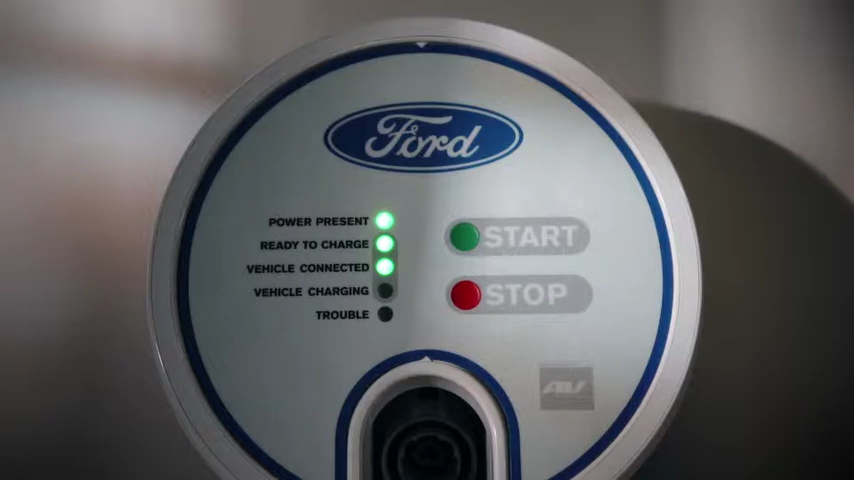 Ford
POWER PRESENT
READY TO CHARGE
VEHICLE CONNECTED
VEHICLE CHARGING
TROUBLE
START
STOP